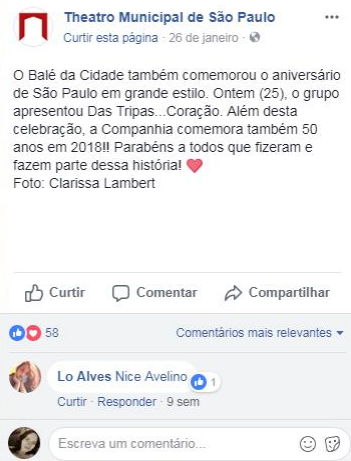 Theatro Municipal de São Paulo
Curtir esta página · 26 de janeiro ·
O Balé da Cidade também comemorou o aniversário
de São Paulo em grande estilo. Ontem (25), o grupo
apresentou Das Tripas...Coração. Além desta
celebração, a Companhia comemora também 50
anos em 2018!! Parabéns a todos que fizeram e
fazem parte dessa história!
Foto: Clarissa Lambert
Curtir Comentar Compartilhar
58 Comentários mais relevantes
Lo Alves Nice Avelino 1
Curtir · Responder · 9 sem
Escreva um comentário...